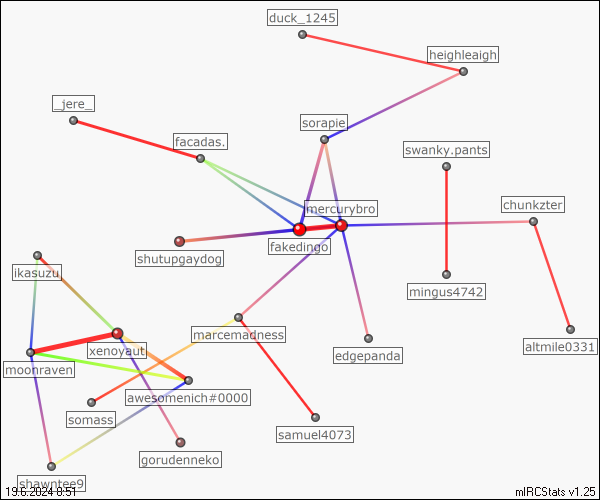 duck_1245
heighleaigh
_jere_
sorapie
facadas.
swanky.pants
mercurybro
chunkzter
fakedingo
shutupgaydog
ikasuzu
mingus4742
marcemadness
altmile0331
xenoyaut
edgepanda
moonraven
awesomenich#0000
somass
samuel4073
gorudenneko
shawntee9
19.6.2024 0:51
mIRCStats v1.25